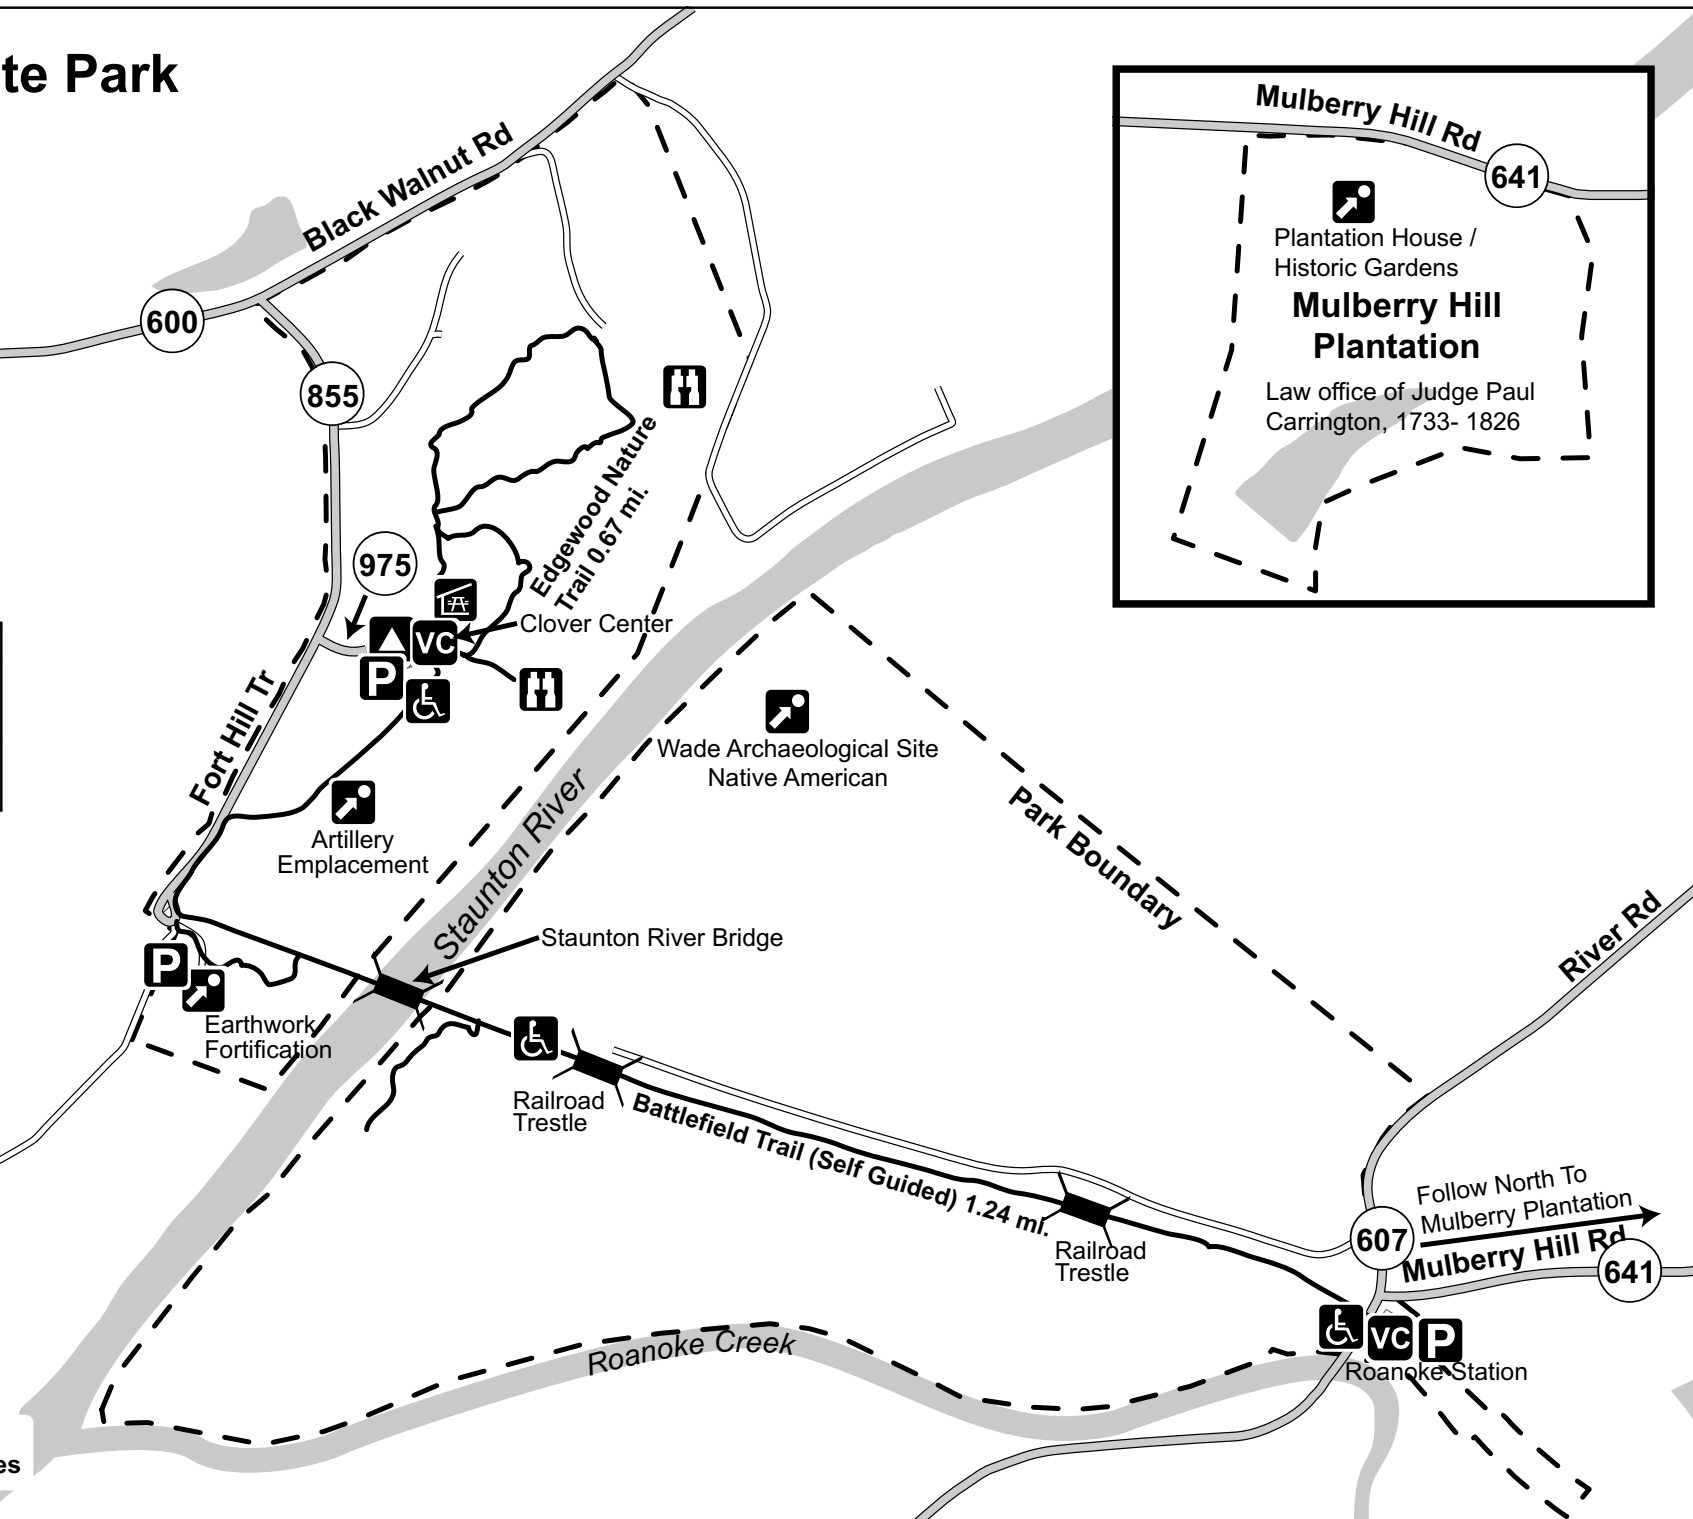 te Park
Black Walnut Rd
600
855
Edgewood Nature
Trail 0.67 mi.
975
VC
Clover Center
P
Fort Hill Tr
Artillery
Emplacement
Staunton River
Wade Archaeological Site
Native American
Park Boundary
Staunton River Bridge
P
Earthwork
Fortification
Railroad
Trestle
Battlefield Trail (Self Guided) 1.24 mi.
Railroad
Trestle
River Rd
Follow North To
Mulberry Plantation
607
Mulberry Hill Rd
641
VC
P
Roanoke Station
Roanoke Creek
es
Mulberry Hill Rd
641
Plantation House /
Historic Gardens
Mulberry Hill
Plantation
Law office of Judge Paul
Carrington, 1733- 1826